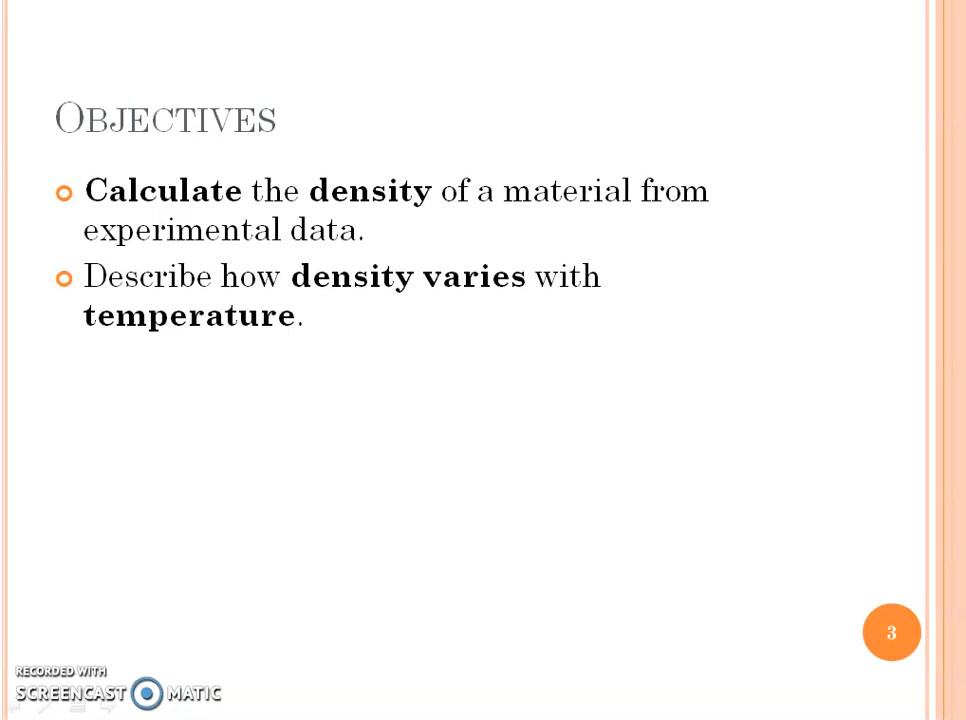 OBJECTIVES
Calculate the density of a material from
experimental data.
Describe how density varies with
temperature.
3
RECORDED WITH
SCREENCAST MATIC